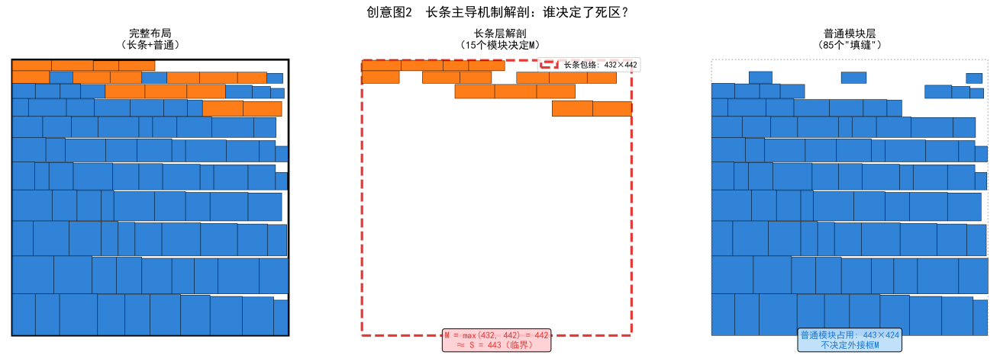 创意图2 长条主导机制解剖：谁决定了死区？
完整布局
（长条+普通）
长条层解剖
（15个模块决定M）
长条包络: 432×442
M = max(432, 442) = 442
≈ S = 443（临界）
普通模块层
（85个"填缝"）
普通模块占用: 443×424
不决定外接框M